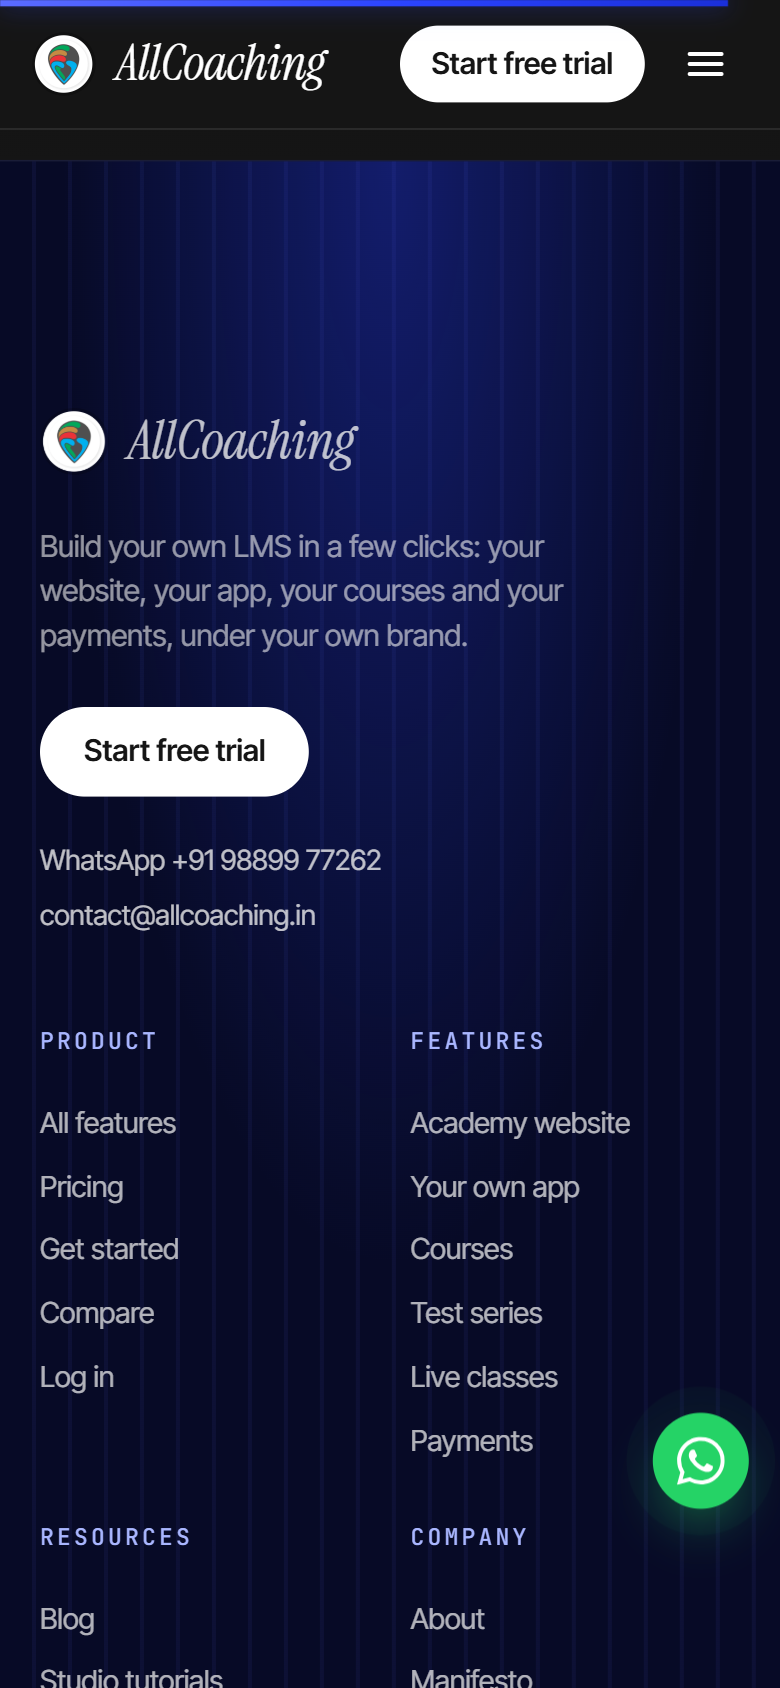 AllCoaching
Start free trial
AllCoaching
Build your own LMS in a few clicks: your
website, your app, your courses and your
payments, under your own brand.
Start free trial
WhatsApp +91 98899 77262
contact@allcoaching.in
PRODUCT
All features
Pricing
Get started
Compare
Log in
FEATURES
Academy website
Your own app
Courses
Test series
Live classes
Payments
RESOURCES
Blog
Studio tutorials
COMPANY
About
Manifesto